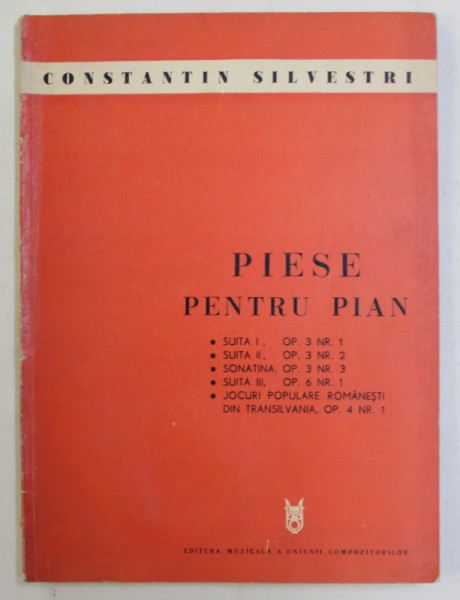 CONSTANTIN SILVESTRI
PIESE
PENTRU PIAN
• SUITA I, OP. 3 NR. 1
• SUITA II, OP. 3 NR. 2
• SONATINA, OP. 3 NR. 3
• SUITA III, OP. 6 NR. 1
• JOCURI POPULARE ROMÂNEȘTI
DIN TRANSILVANIA, OP. 4 NR. 1
EDITURA MUZICALĂ A UNIUNII COMPOZITORILOR